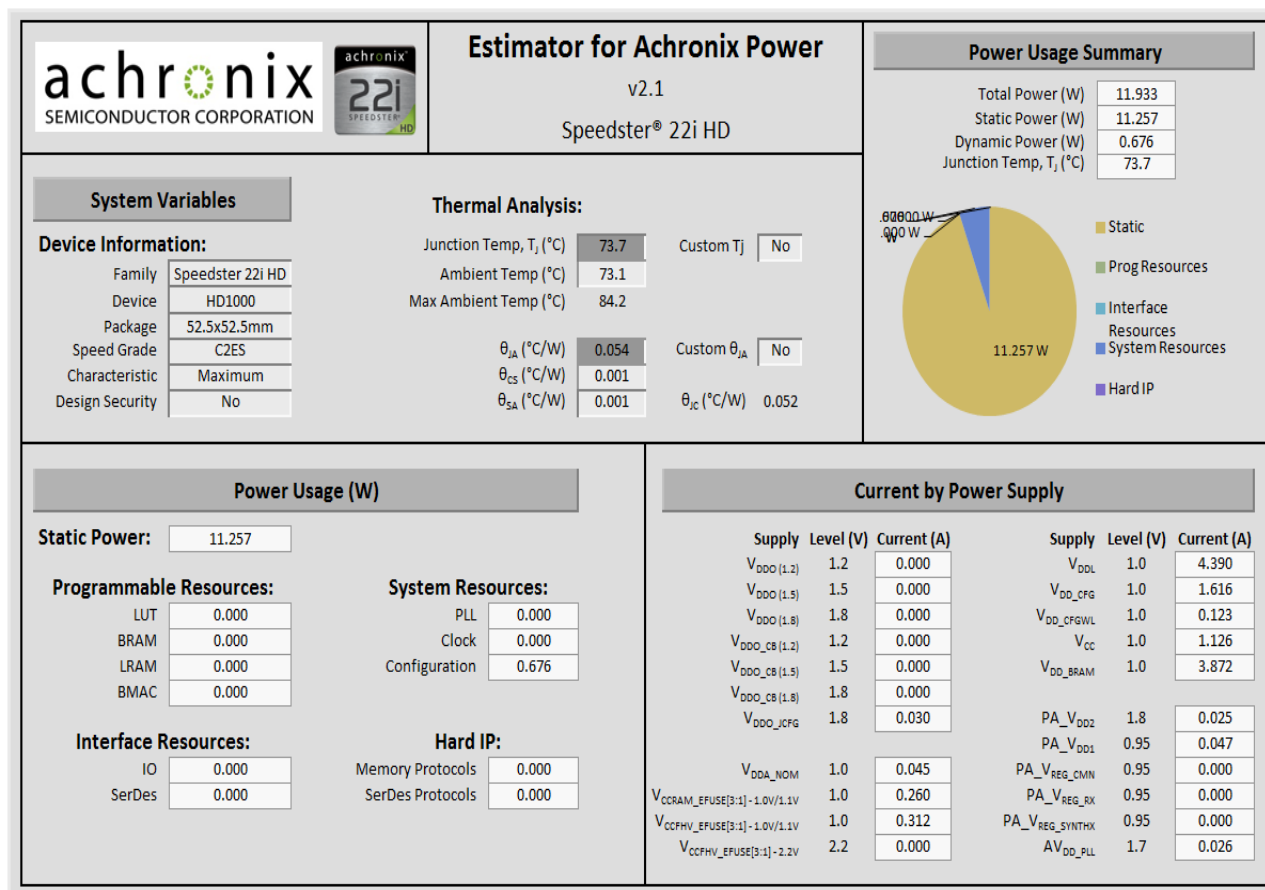 achronix
SEMICONDUCTOR CORPORATION
achronix
22i
SPEEDSTER
HD
Estimator for Achronix Power
v2.1
Speedster® 22i HD
Power Usage Summary
Total Power (W) 11.933
Static Power (W) 11.257
Dynamic Power (W) 0.676
Junction Temp, TJ (°C) 73.7
.000 W
W
11.257 W
Static
Prog Resources
Interface
Resources
System Resources
Hard IP
System Variables
Device Information:
Family Speedster 22i HD
Device HD1000
Package 52.5x52.5mm
Speed Grade C2ES
Characteristic Maximum
Design Security No
Thermal Analysis:
Junction Temp, TJ (°C) 73.7 Custom Tj No
Ambient Temp (°C) 73.1
Max Ambient Temp (°C) 84.2
θJA (°C/W) 0.054 Custom θJA No
θCS (°C/W) 0.001
θSA (°C/W) 0.001 θJC (°C/W) 0.052
Power Usage (W)
Static Power: 11.257
Programmable Resources:
LUT 0.000
BRAM 0.000
LRAM 0.000
BMAC 0.000
System Resources:
PLL 0.000
Clock 0.000
Configuration 0.676
Interface Resources:
IO 0.000
SerDes 0.000
Hard IP:
Memory Protocols 0.000
SerDes Protocols 0.000
Current by Power Supply
Supply Level (V) Current (A)
VDDO (1.2) 1.2 0.000
VDDO (1.5) 1.5 0.000
VDDO (1.8) 1.8 0.000
VDDO_CB (1.2) 1.2 0.000
VDDO_CB (1.5) 1.5 0.000
VDDO_CB (1.8) 1.8 0.000
VDDO_JCFG 1.8 0.030
VDDA_NOM 1.0 0.045
VCCRAM_EFUSE[3:1] - 1.0V/1.1V 1.0 0.260
VCCFHV_EFUSE[3:1] - 1.0V/1.1V 1.0 0.312
VCCFHV_EFUSE[3:1] - 2.2V 2.2 0.000
Supply Level (V) Current (A)
VDDL 1.0 4.390
VDD_CFG 1.0 1.616
VDD_CFGWL 1.0 0.123
VCC 1.0 1.126
VDD_BRAM 1.0 3.872
PA_VDD2 1.8 0.025
PA_VDD1 0.95 0.047
PA_VREG_CMN 0.95 0.000
PA_VREG_RX 0.95 0.000
PA_VREG_SYNTHX 0.95 0.000
AVDD_PLL 1.7 0.026